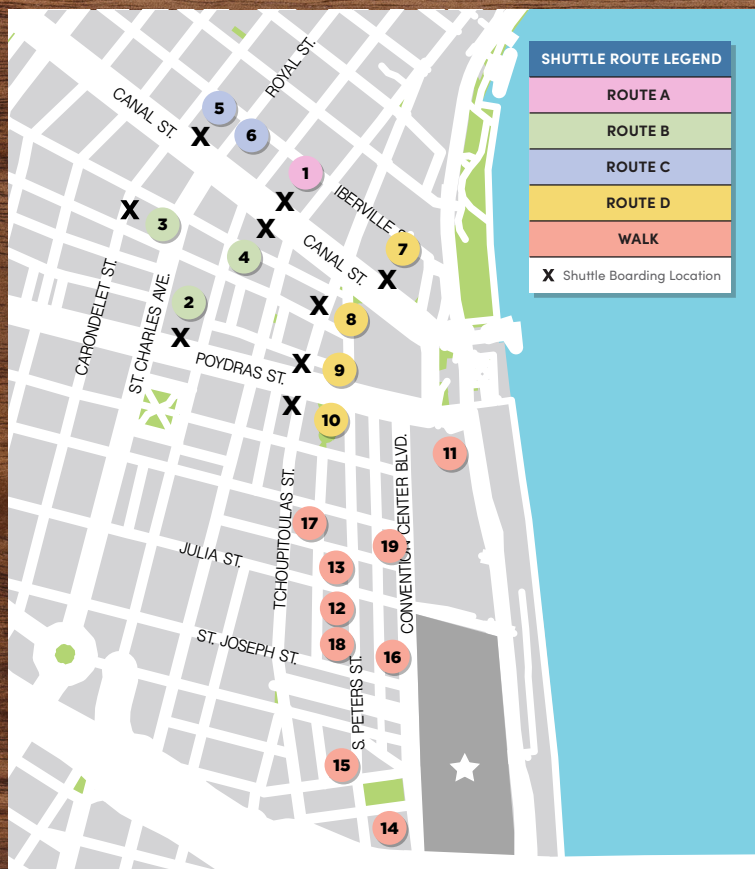 SHUTTLE ROUTE LEGEND
ROUTE A
ROUTE B
ROUTE C
ROUTE D
WALK
X Shuttle Boarding Location
ROYAL ST.
CANAL ST.
5
X
6
1
X
IBERVILLE S
X
3
X
4
7
CANAL ST.
X
CARONDELET ST.
ST. CHARLES AVE.
2
X
X
8
POYDRAS ST.
X
9
X
10
11
CONVENTION CENTER BLVD.
TCHOUPITOULAS ST.
17
19
JULIA ST.
13
12
ST. JOSEPH ST.
18
16
S. PETERS ST.
15
14